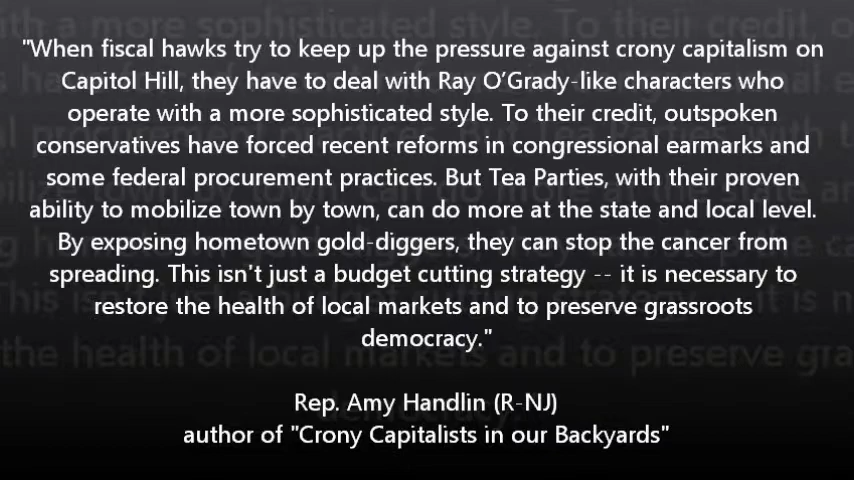 "When fiscal hawks try to keep up the pressure against crony capitalism on
Capitol Hill, they have to deal with Ray O'Grady-like characters who
operate with a more sophisticated style. To their credit, outspoken
conservatives have forced recent reforms in congressional earmarks and
some federal procurement practices. But Tea Parties, with their proven
ability to mobilize town by town, can do more at the state and local level.
By exposing hometown gold-diggers, they can stop the cancer from
spreading. This isn't just a budget cutting strategy -- it is necessary to
restore the health of local markets and to preserve grassroots
democracy."
Rep. Amy Handlin (R-NJ)
author of "Crony Capitalists in our Backyards"